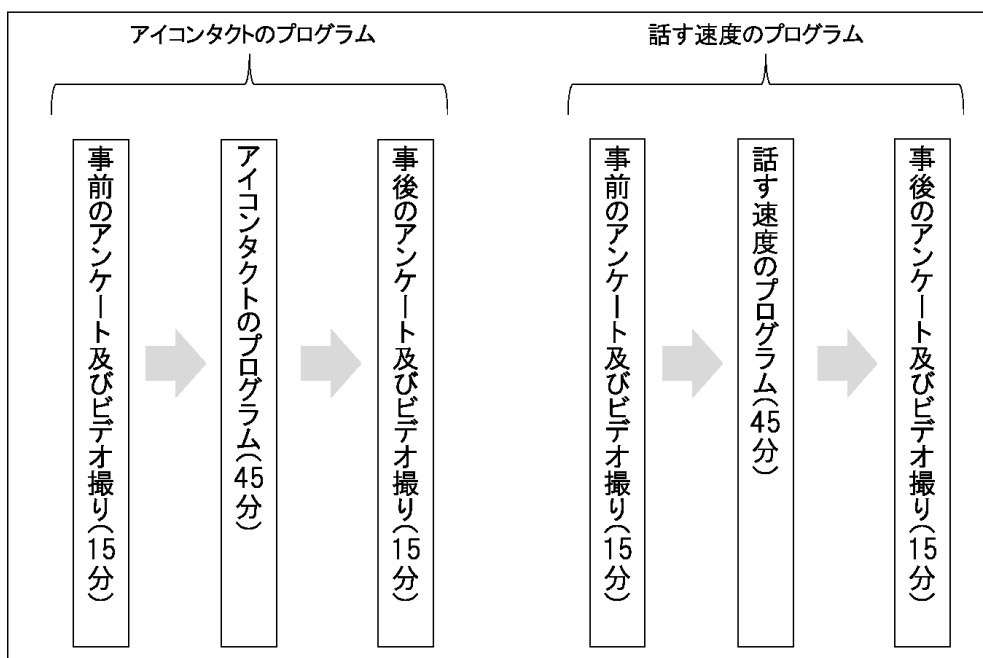 アイコンタクトのプログラム
事前のアンケート及びビデオ撮り(15分)
アイコンタクトのプログラム(45分)
事後のアンケート及びビデオ撮り(15分)
話す速度のプログラム
事前のアンケート及びビデオ撮り(15分)
話す速度のプログラム(45分)
事後のアンケート及びビデオ撮り(15分)